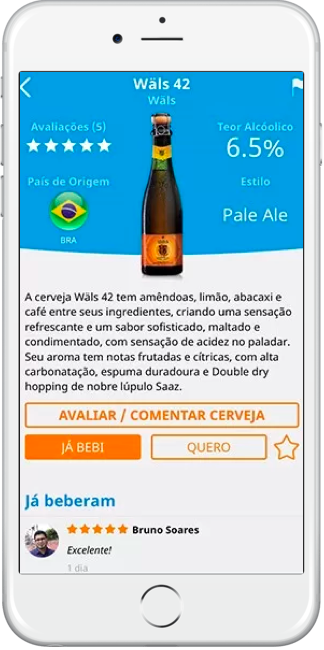 Wäls 42
Wäls
Avaliações (5)
Teor Alcóolico
6.5%
País de Origem
Estilo
BRA
Pale Ale
A cerveja Wäls 42 tem amêndoas, limão, abacaxi e
café entre seus ingredientes, criando uma sensação
refrescante e um sabor sofisticado, maltado e
condimentado, com sensação de acidez no paladar.
Seu aroma tem notas frutadas e cítricas, com alta
carbonatação, espuma duradoura e Double dry
hopping de nobre lúpulo Saaz.
AVALIAR / COMENTAR CERVEJA
JÁ BEBI
QUERO
Já beberam
Bruno Soares
Excelente!
1 dia